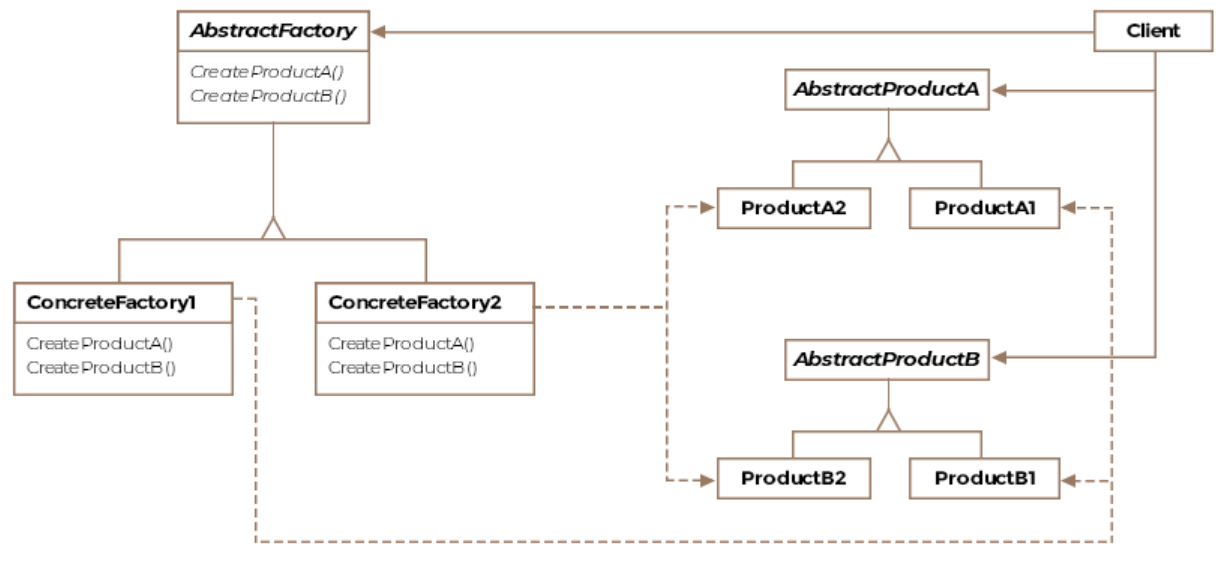 AbstractFactory
CreateProductA()
CreateProductB()
Client
AbstractProductA
ProductA2
ProductA1
ConcreteFactory1
CreateProductA()
CreateProductB()
ConcreteFactory2
CreateProductA()
CreateProductB()
AbstractProductB
ProductB2
ProductB1